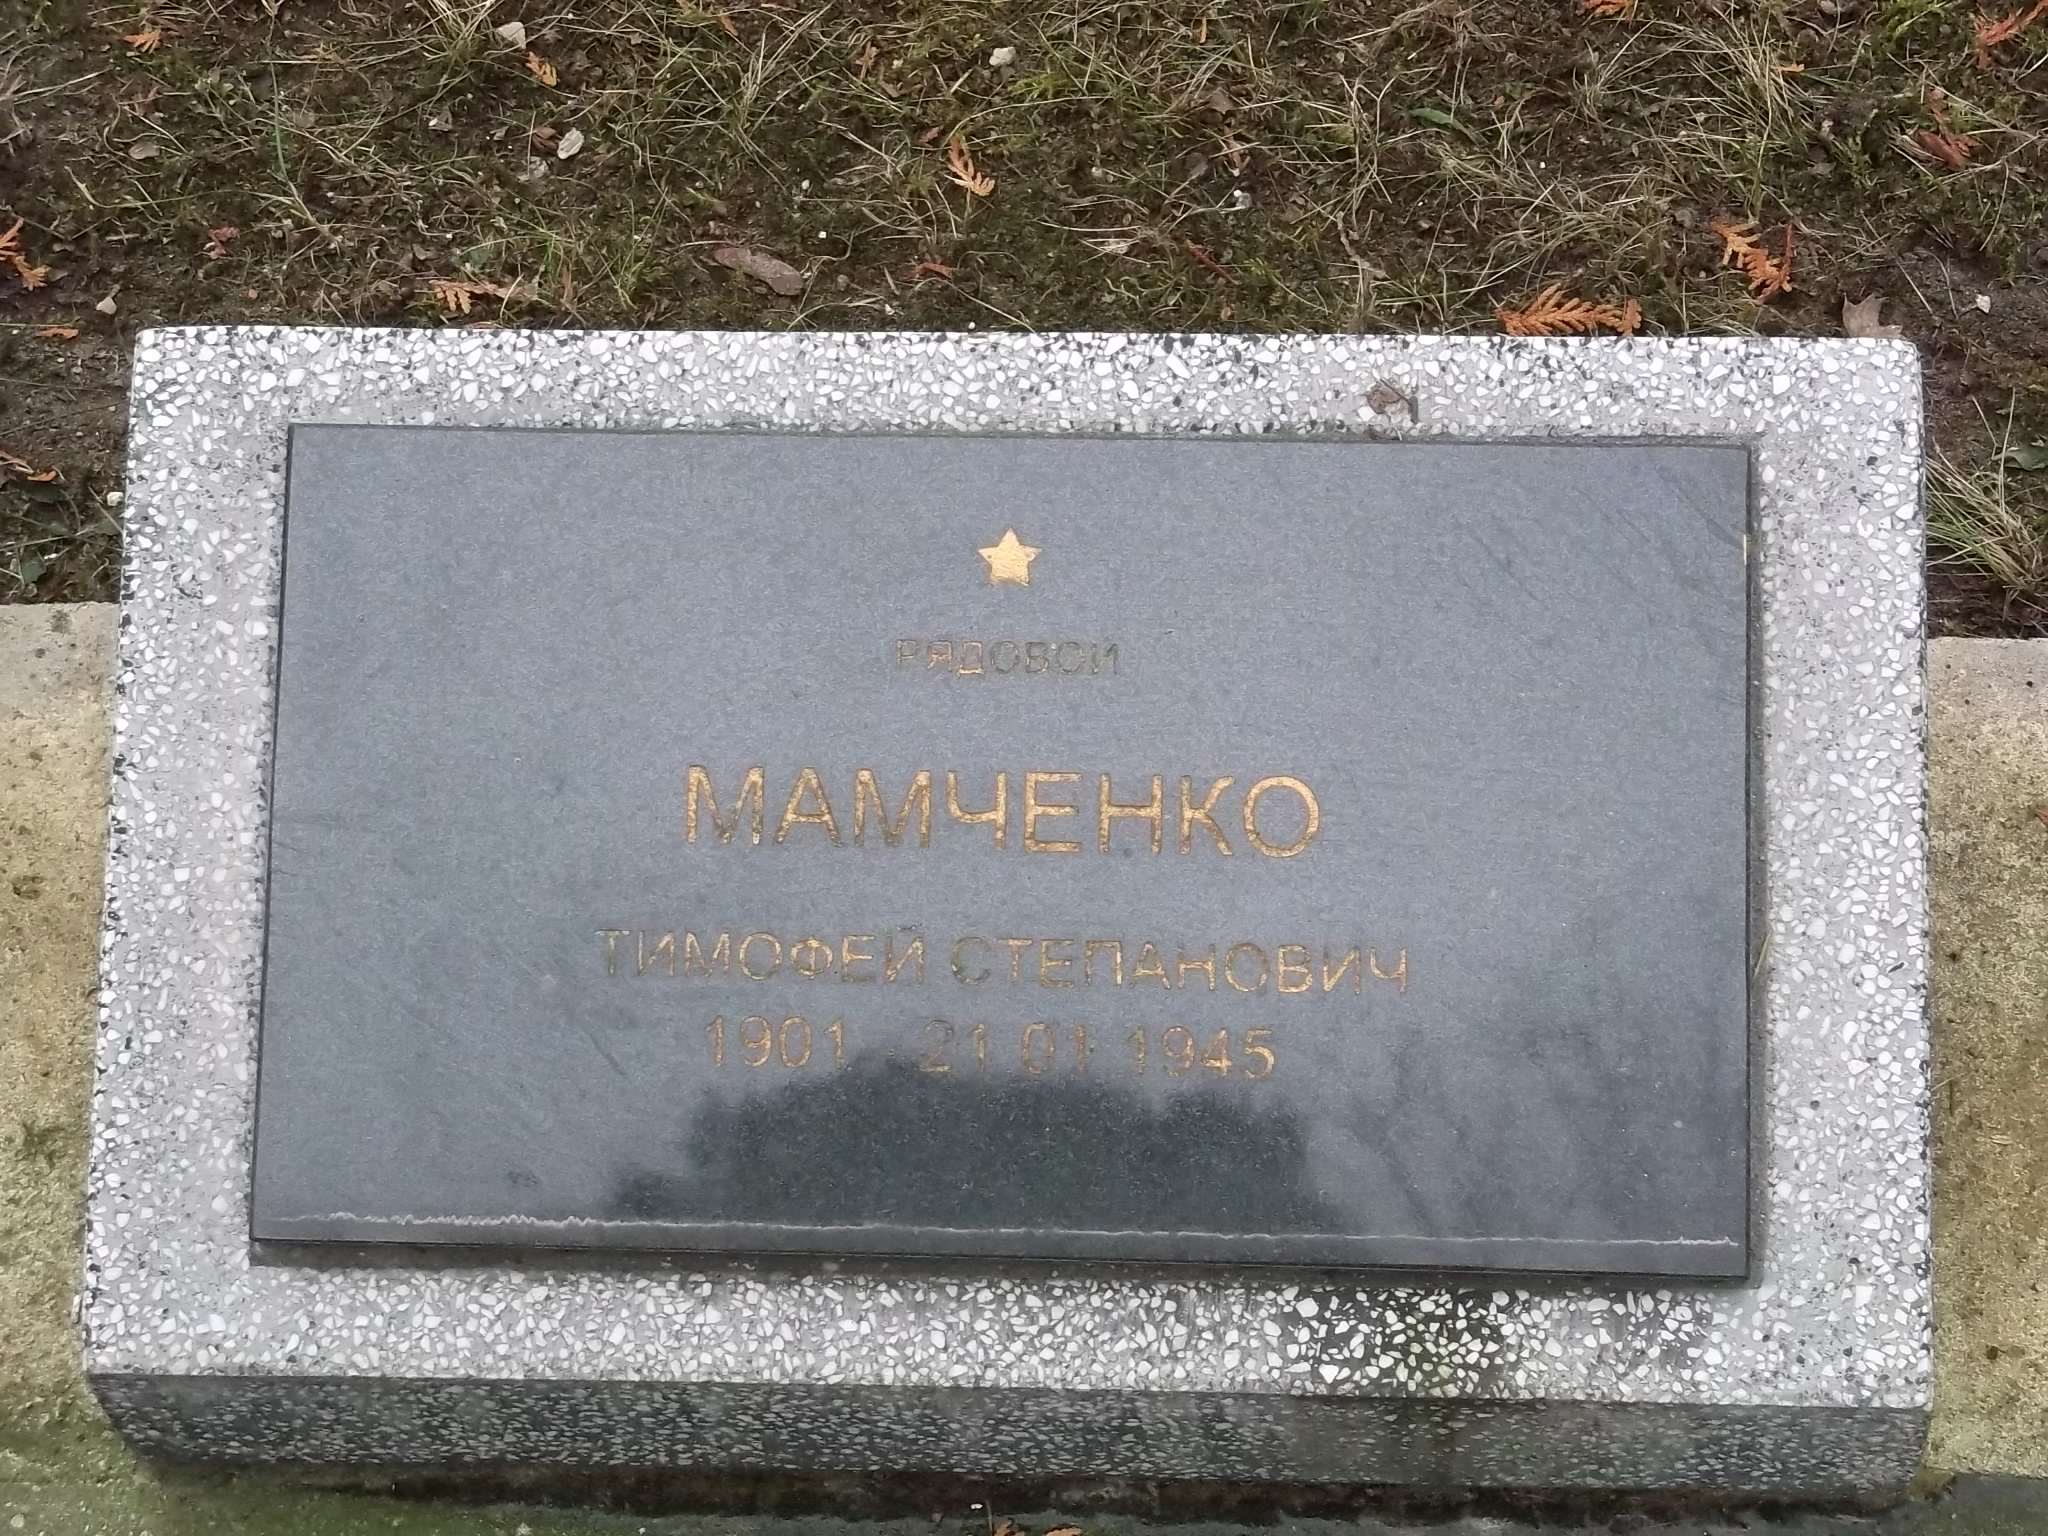 РЯДОВОЙ
МАМЧЕНКО
ТИМОФЕЙ СТЕПАНОВИЧ
1901 - 21.01.1945